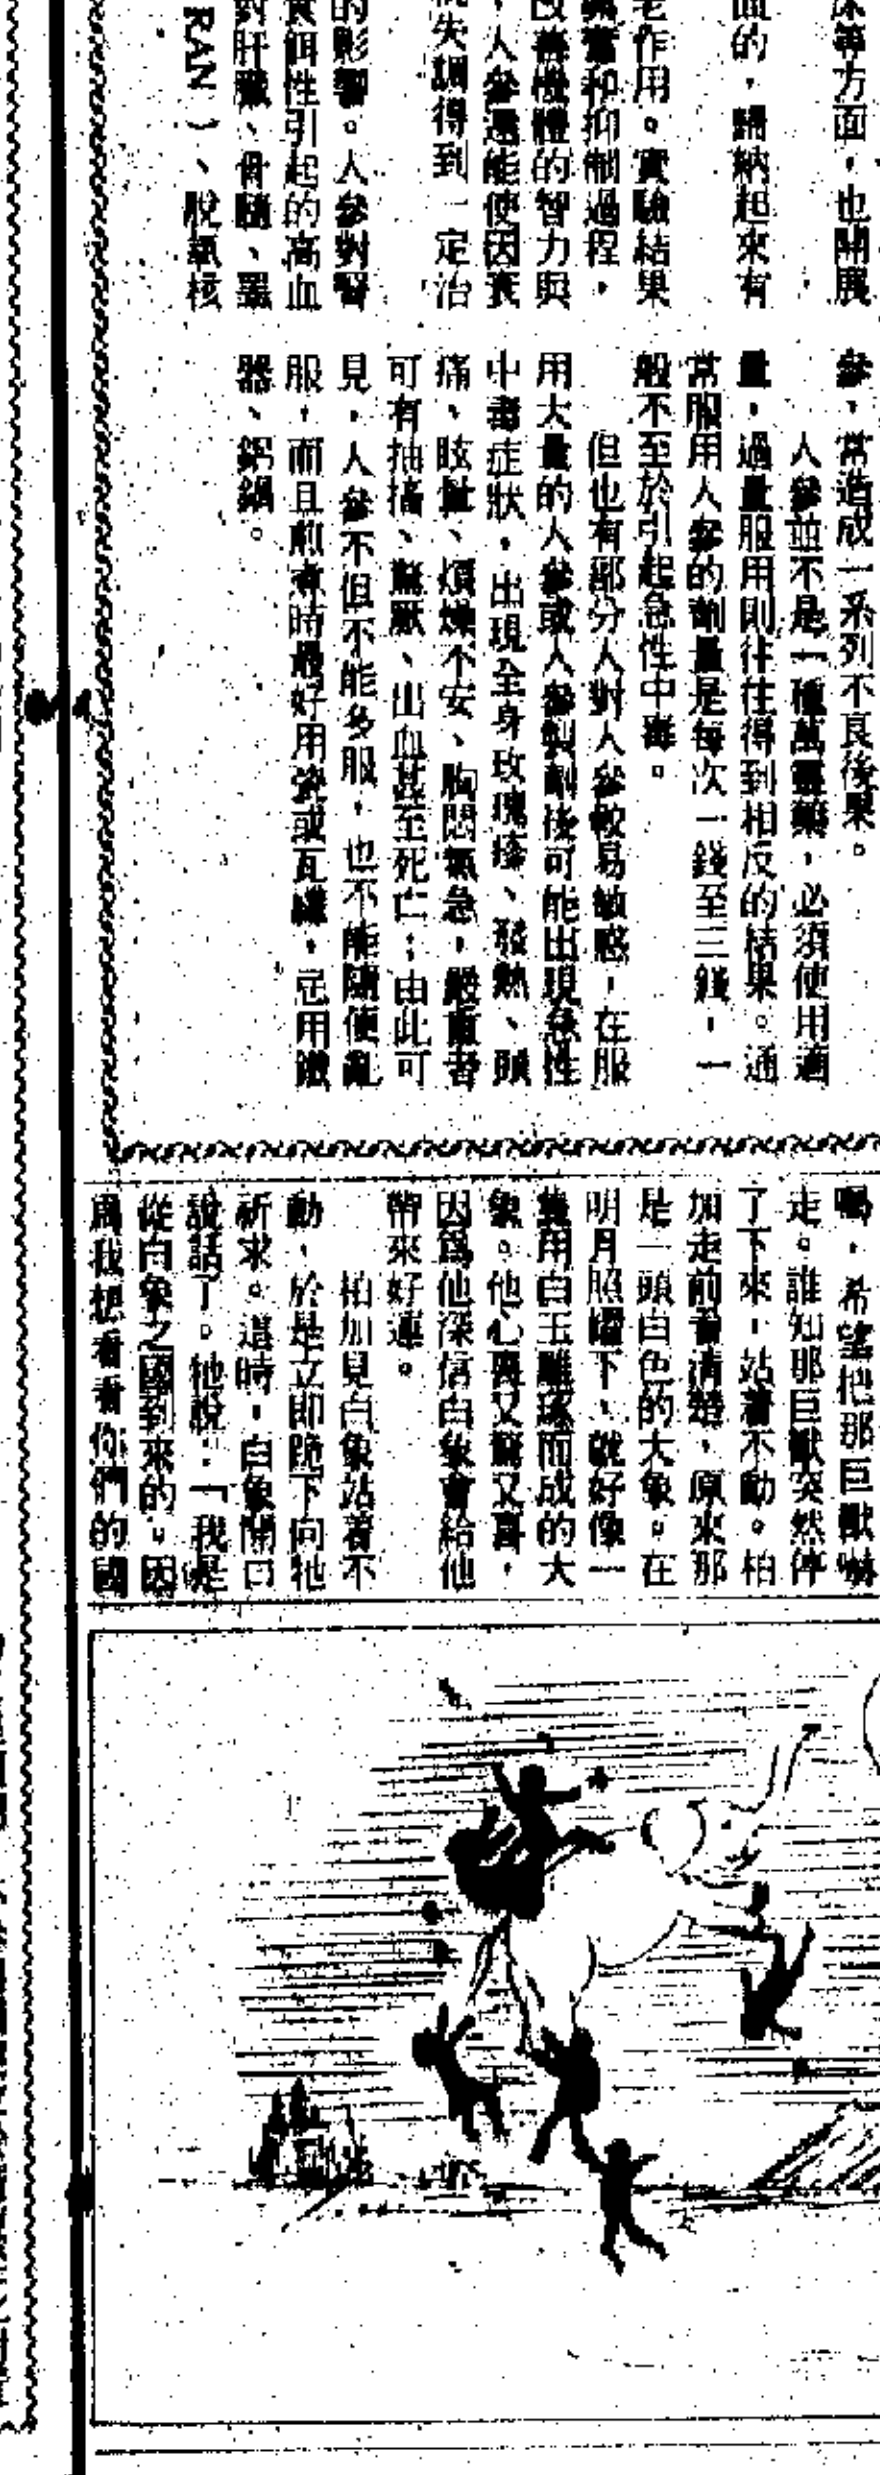 床等方面，也開展
血的，歸納起來有
老作用。實驗結果
興奮和抑制過程，
改善機體的智力與
，人參還能使因衰
失調得到一定治
的影響。人參對腎
食餌性引起的高血
對肝臟、骨髓、睪
RAN）、脫氧核
參，常造成一系列不良後果。
人參並不是一種萬靈藥，必須使用適
量，過量服用則往往得到相反的結果。通
常服用人參的劑量是每次一錢至三錢，一
般不至於引起急性中毒。
但也有部分人對人參較易敏感，在服
用大量的人參或人參製劑後可能出現急性
中毒症狀，出現全身玫瑰疹、發熱、頭
痛、眩暈、煩燥不安、胸悶氣急，嚴重者
可有抽搐、驚厥、出血甚至死亡；由此可
見，人參不但不能多服，也不能隨便亂
服，而且煎煮時最好用瓷或瓦罐，忌用鐵
器、鋁鍋。
喝，希望把那巨獸嚇
走。誰知那巨獸突然停
了下來，站着不動。柏
加走前看清楚，原來那
是一頭白色的大象。在
明月照耀下，就好像一
隻用白玉雕琢而成的大
象。他心裏又驚又喜，
因爲他深信白象會給他
帶來好運。
柏加見白象站着不
動，於是立即跪下向牠
祈求。這時，白象開口
說話了。牠說：「我是
從白象之國到來的。因
爲我想看看你們的國